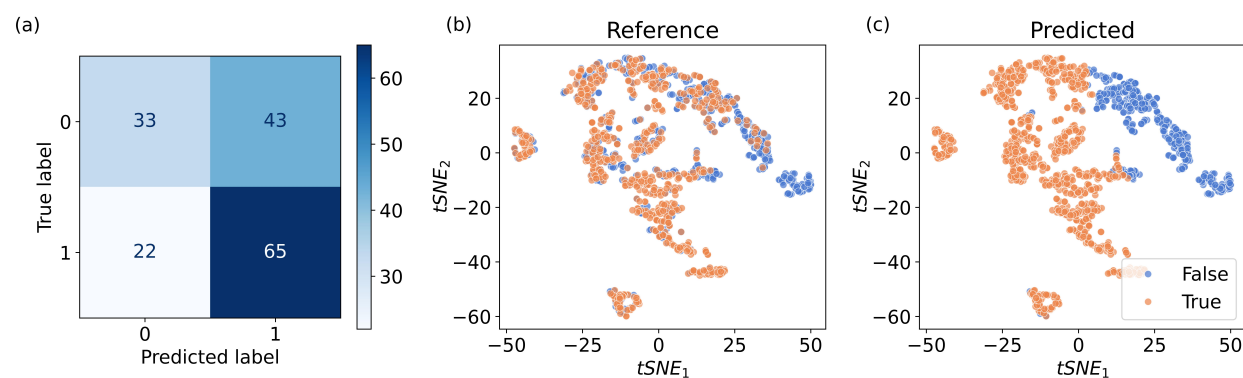 (a)
0
1
True label
33 43
22 65
0 1
Predicted label
60
50
40
30
(b)
Reference
20
0
−20
−40
−60
tSNE2
−50 −25 0 25 50
tSNE1
(c)
Predicted
20
0
−20
−40
−60
tSNE2
−50 −25 0 25 50
tSNE1
False
True